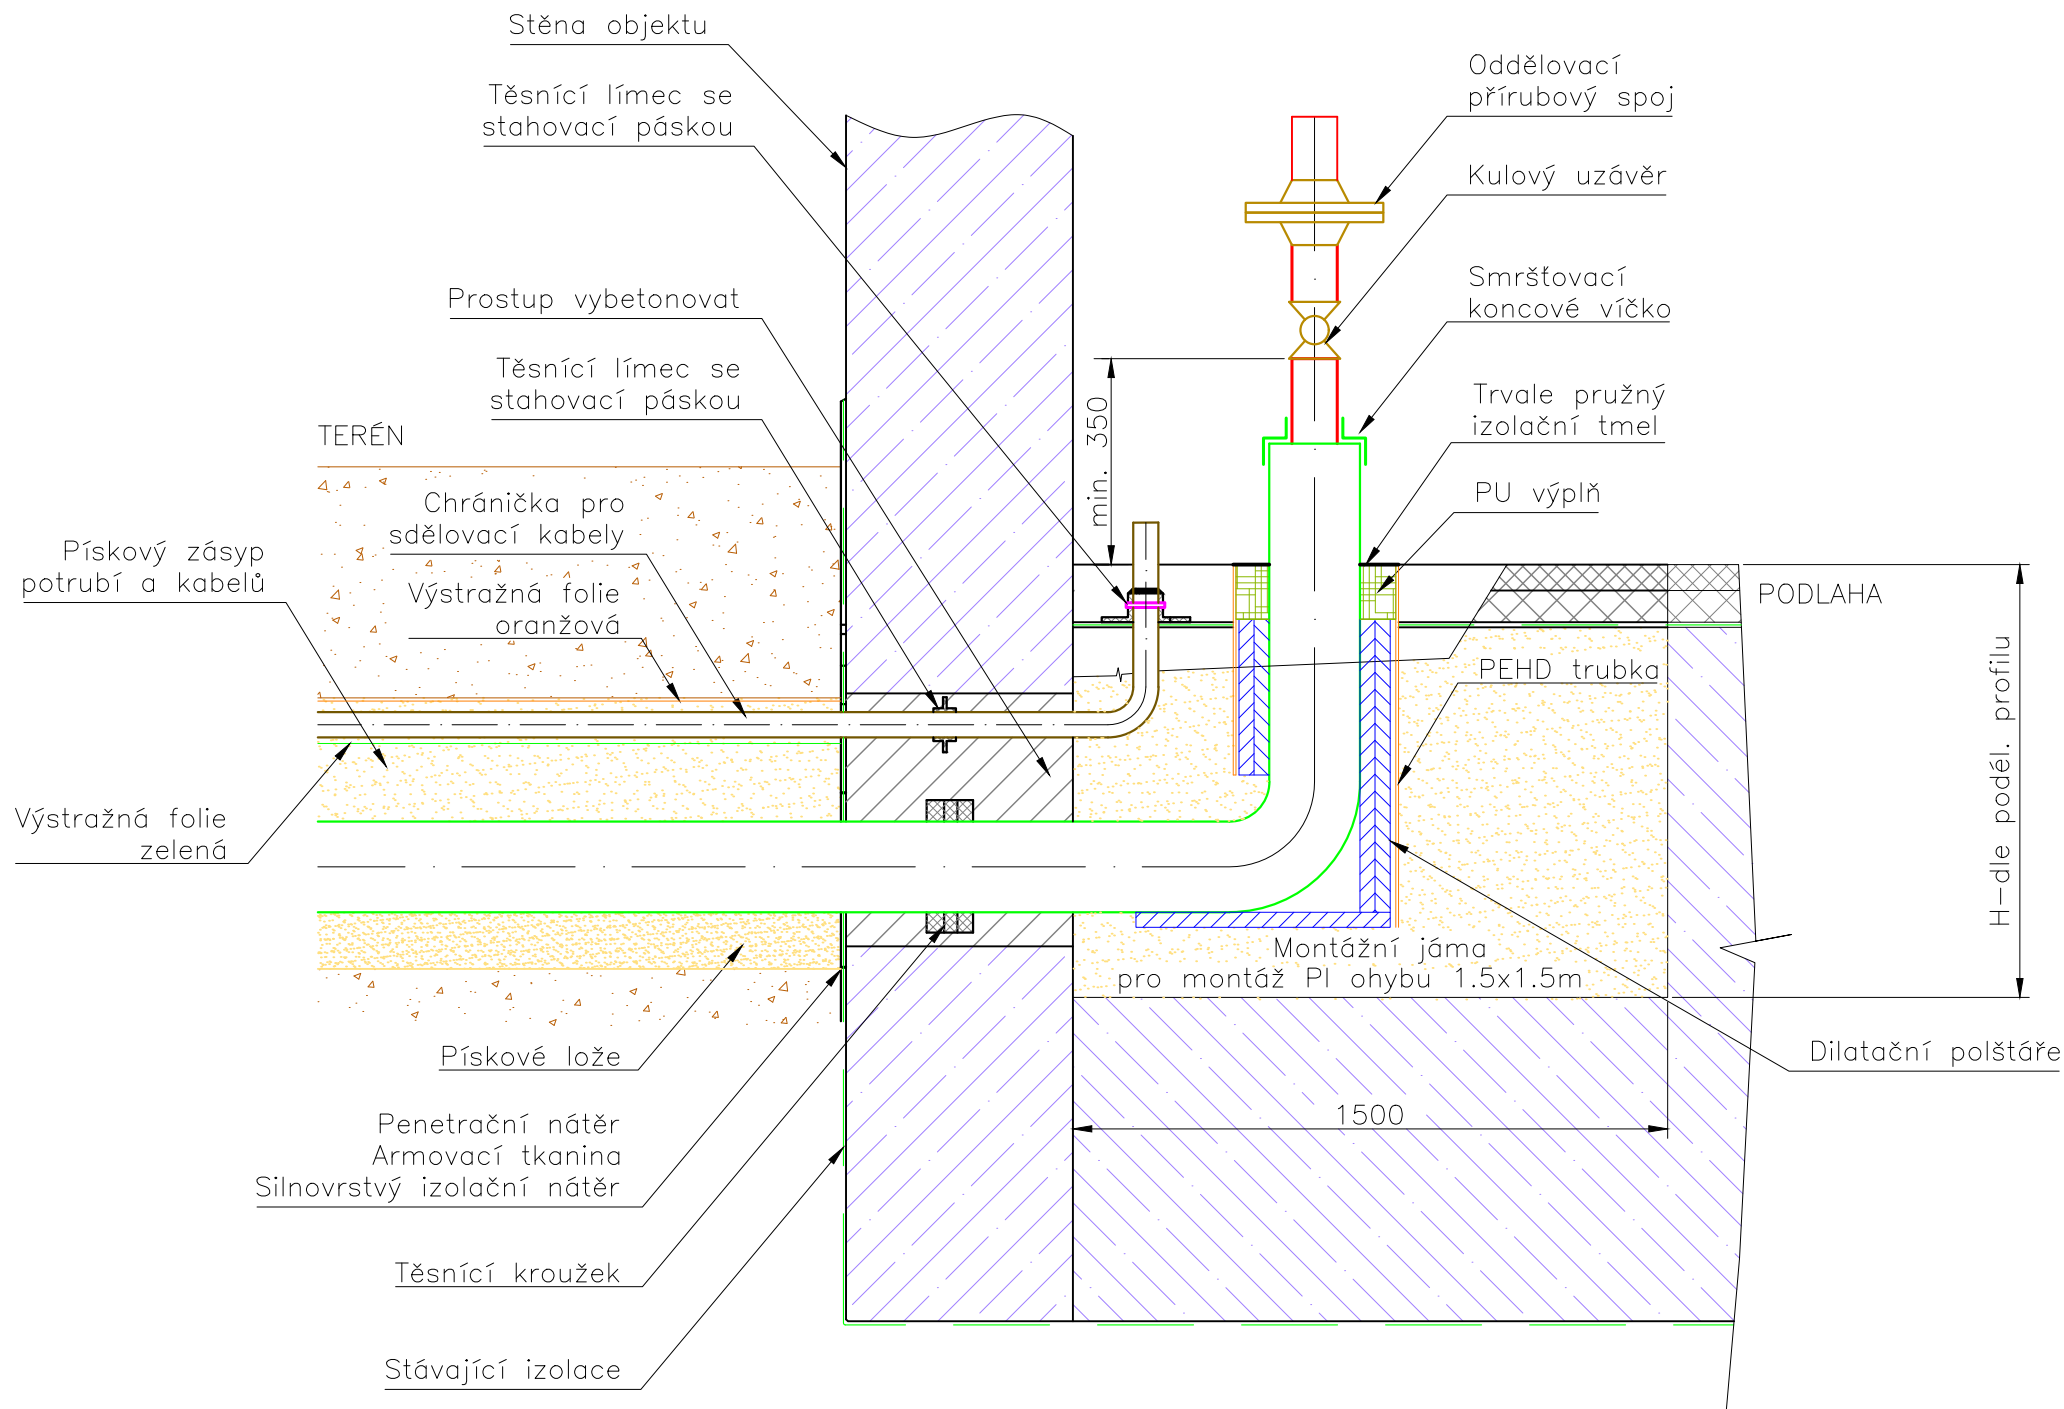 Stěna objektu
Těsnící límec se
stahovací páskou
Prostup vybetonovat
Těsnící límec se
stahovací páskou
TERÉN
Chránička pro
sdělovací kabely
Pískový zásyp
potrubí a kabelů
Výstražná folie
oranžová
Výstražná folie
zelená
Pískové lože
Penetrační nátěr
Armovací tkanina
Silnovrstvý izolační nátěr
Těsnící kroužek
Stávající izolace
Oddělovací
přírubový spoj
Kulový uzávěr
Smršťovací
koncové víčko
min. 350
Trvale pružný
izolační tmel
PU výplň
PODLAHA
PEHD trubka
H-dle poděl. profilu
Montážní jáma
pro montáž PI ohybu 1.5x1.5m
Dilatační polštáře
1500